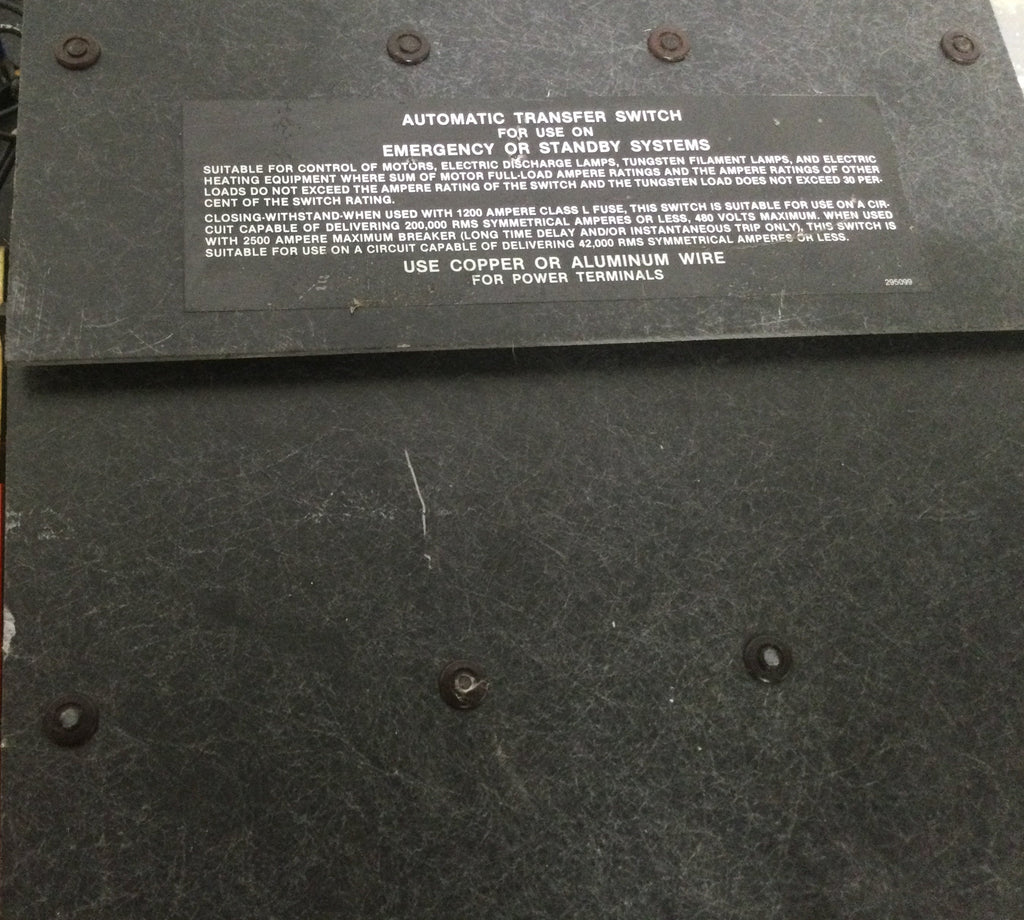 AUTOMATIC TRANSFER SWITCH
FOR USE ON
EMERGENCY OR STANDBY SYSTEMS
SUITABLE FOR CONTROL OF MOTORS, ELECTRIC DISCHARGE LAMPS, TUNGSTEN FILAMENT LAMPS, AND ELECTRIC
HEATING EQUIPMENT WHERE SUM OF MOTOR FULL-LOAD AMPERE RATINGS AND THE AMPERE RATINGS OF OTHER
LOADS DO NOT EXCEED THE AMPERE RATING OF THE SWITCH AND THE TUNGSTEN LOAD DOES NOT EXCEED 30 PER-
CENT OF THE SWITCH RATING.
CLOSING-WITHSTAND-WHEN USED WITH 1200 AMPERE CLASS L FUSE, THIS SWITCH IS SUITABLE FOR USE ON A CIR-
CUIT CAPABLE OF DELIVERING 200,000 RMS SYMMETRICAL AMPERES OR LESS, 480 VOLTS MAXIMUM. WHEN USED
WITH 2500 AMPERE MAXIMUM BREAKER (LONG TIME DELAY AND/OR INSTANTANEOUS TRIP ONLY), THIS SWITCH IS
SUITABLE FOR USE ON A CIRCUIT CAPABLE OF DELIVERING 42,000 RMS SYMMETRICAL AMPERES OR LESS.
USE COPPER OR ALUMINUM WIRE
FOR POWER TERMINALS
295099